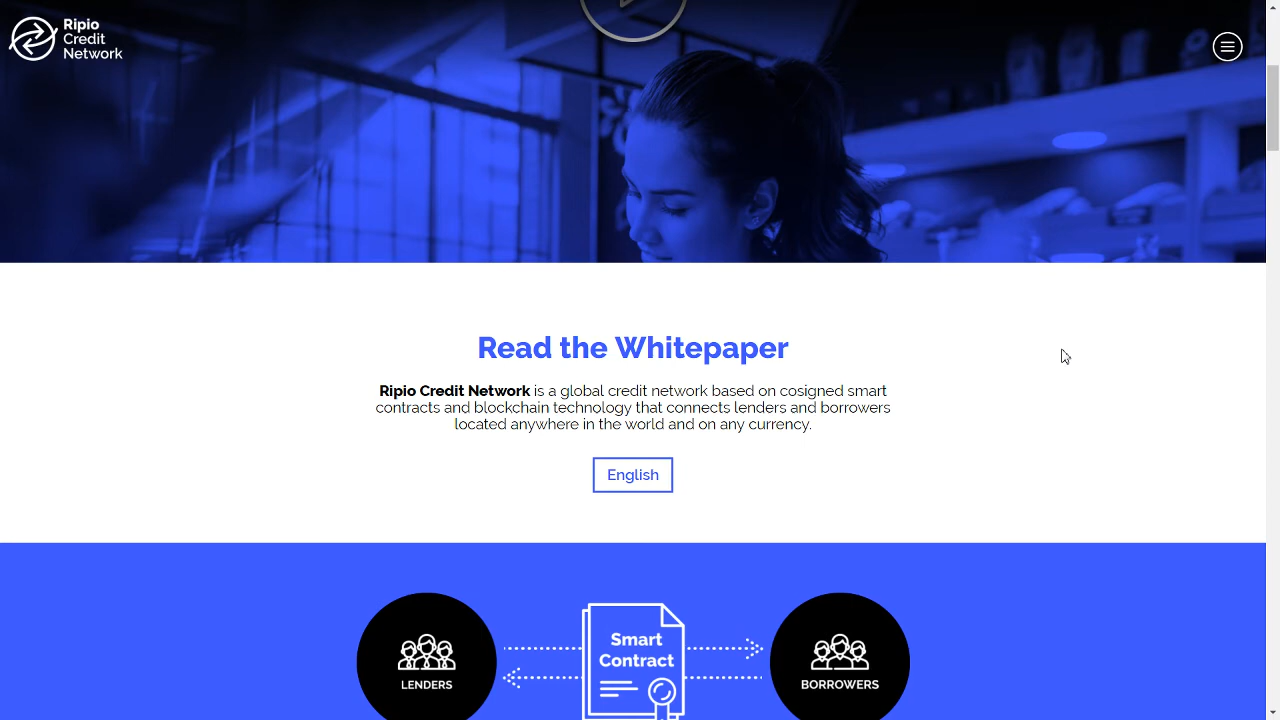 Ripio
Credit
Network
Read the Whitepaper
Ripio Credit Network is a global credit network based on cosigned smart
contracts and blockchain technology that connects lenders and borrowers
located anywhere in the world and on any currency.
English
Smart
Contract
LENDERS
BORROWERS